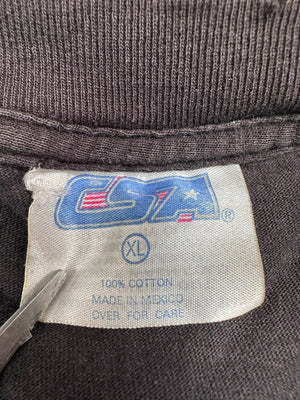 CSA®
XL
100% COTTON
MADE IN MEXICO
OVER FOR CARE